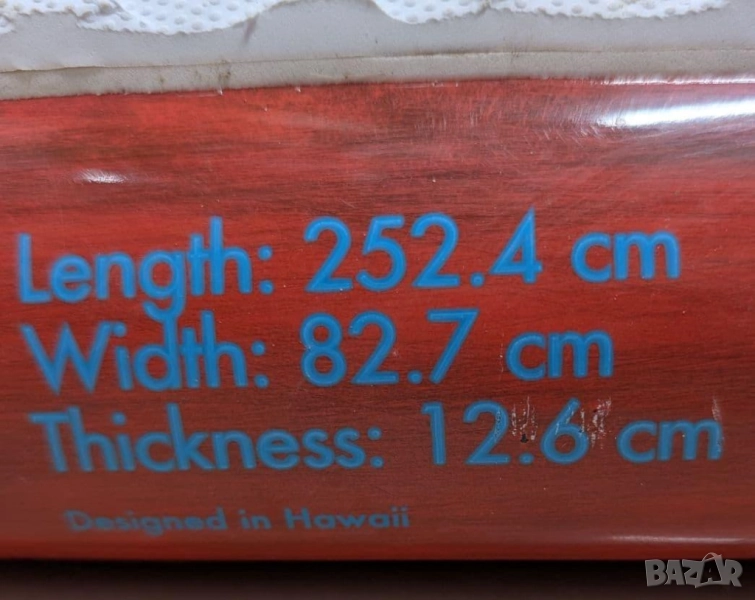 Length: 252.4 cm
Width: 82.7 cm
Thickness: 12.6 cm
Designed in Hawaii
BAZAR